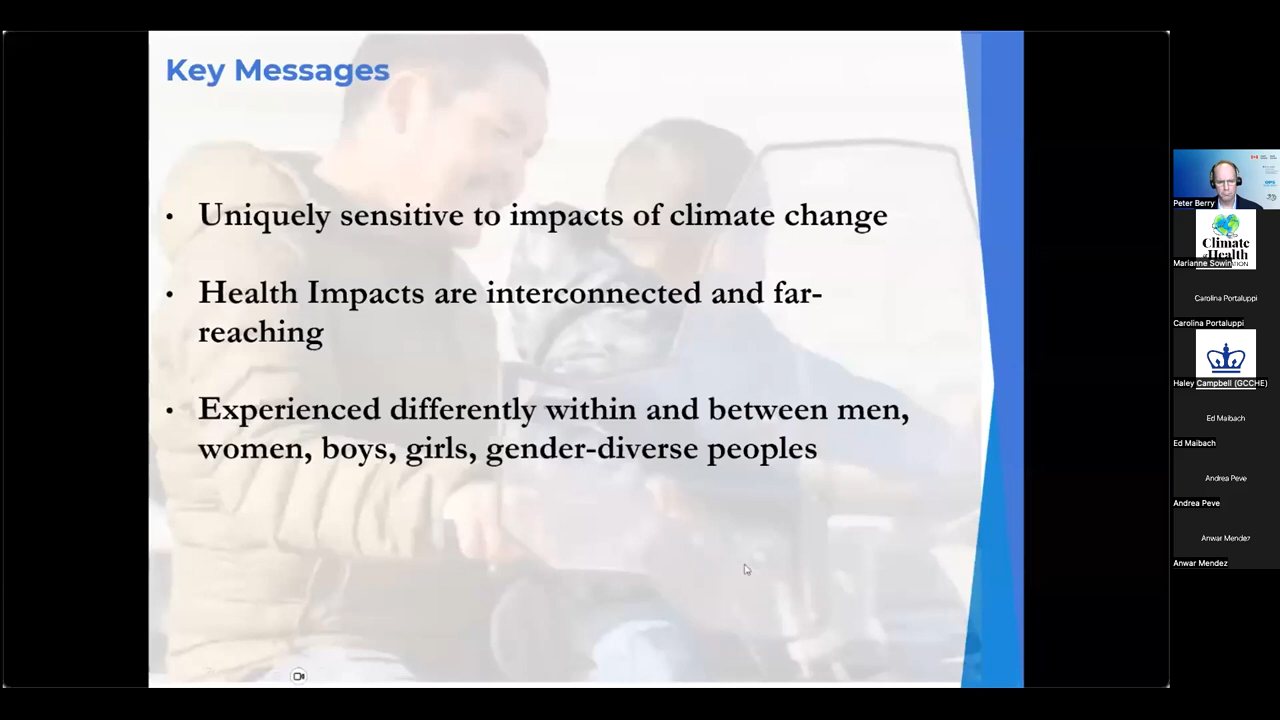 Key Messages
• Uniquely sensitive to impacts of climate change
• Health Impacts are interconnected and far-
reaching
• Experienced differently within and between men,
women, boys, girls, gender-diverse peoples
Peter Berry
Climate
Health
Marianne Sowin
Carolina Portaluppi
Carolina Portaluppi
Haley Campbell (GCCHE)
Ed Maibach
Ed Maibach
Andrea Peve
Andrea Peve
Anwar Mendez
Anwar Mendez